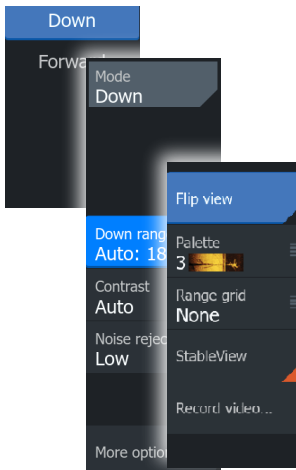 Down
Forwa
Mode
Down
Down rang
Auto: 18
Contrast
Auto
Noise rejec
Low
More optio
Flip view
Palette
3
Range grid
None
StableView
Record video...